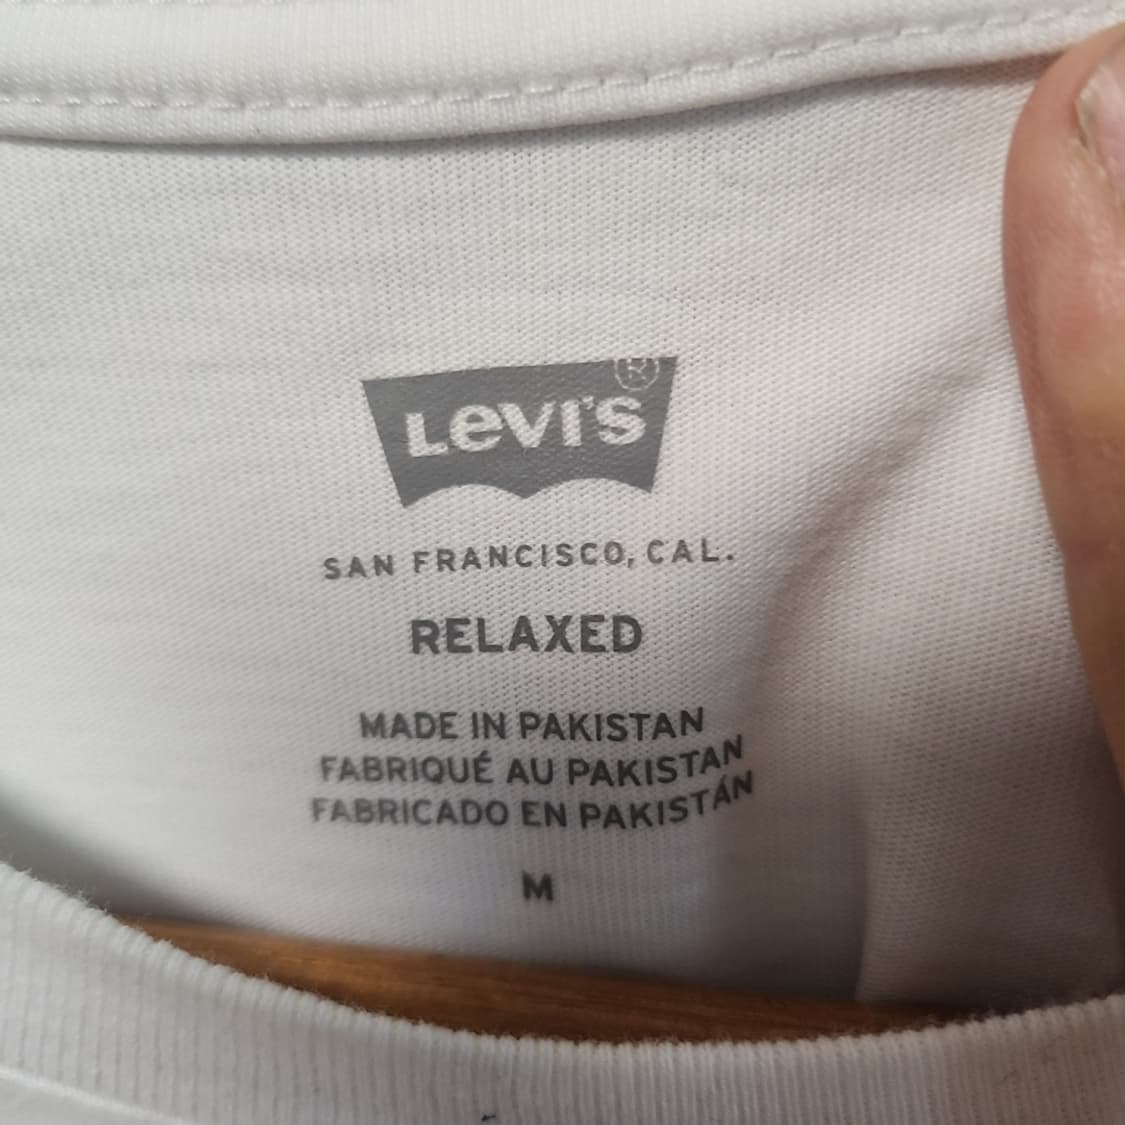 Levi's®
SAN FRANCISCO, CAL.
RELAXED
MADE IN PAKISTAN
FABRIQUÉ AU PAKISTAN
FABRICADO EN PAKISTÁN
M